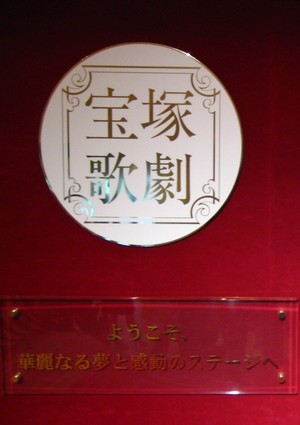 宝塚
歌劇
ようこそ、
華麗なる夢と感動のステージへ